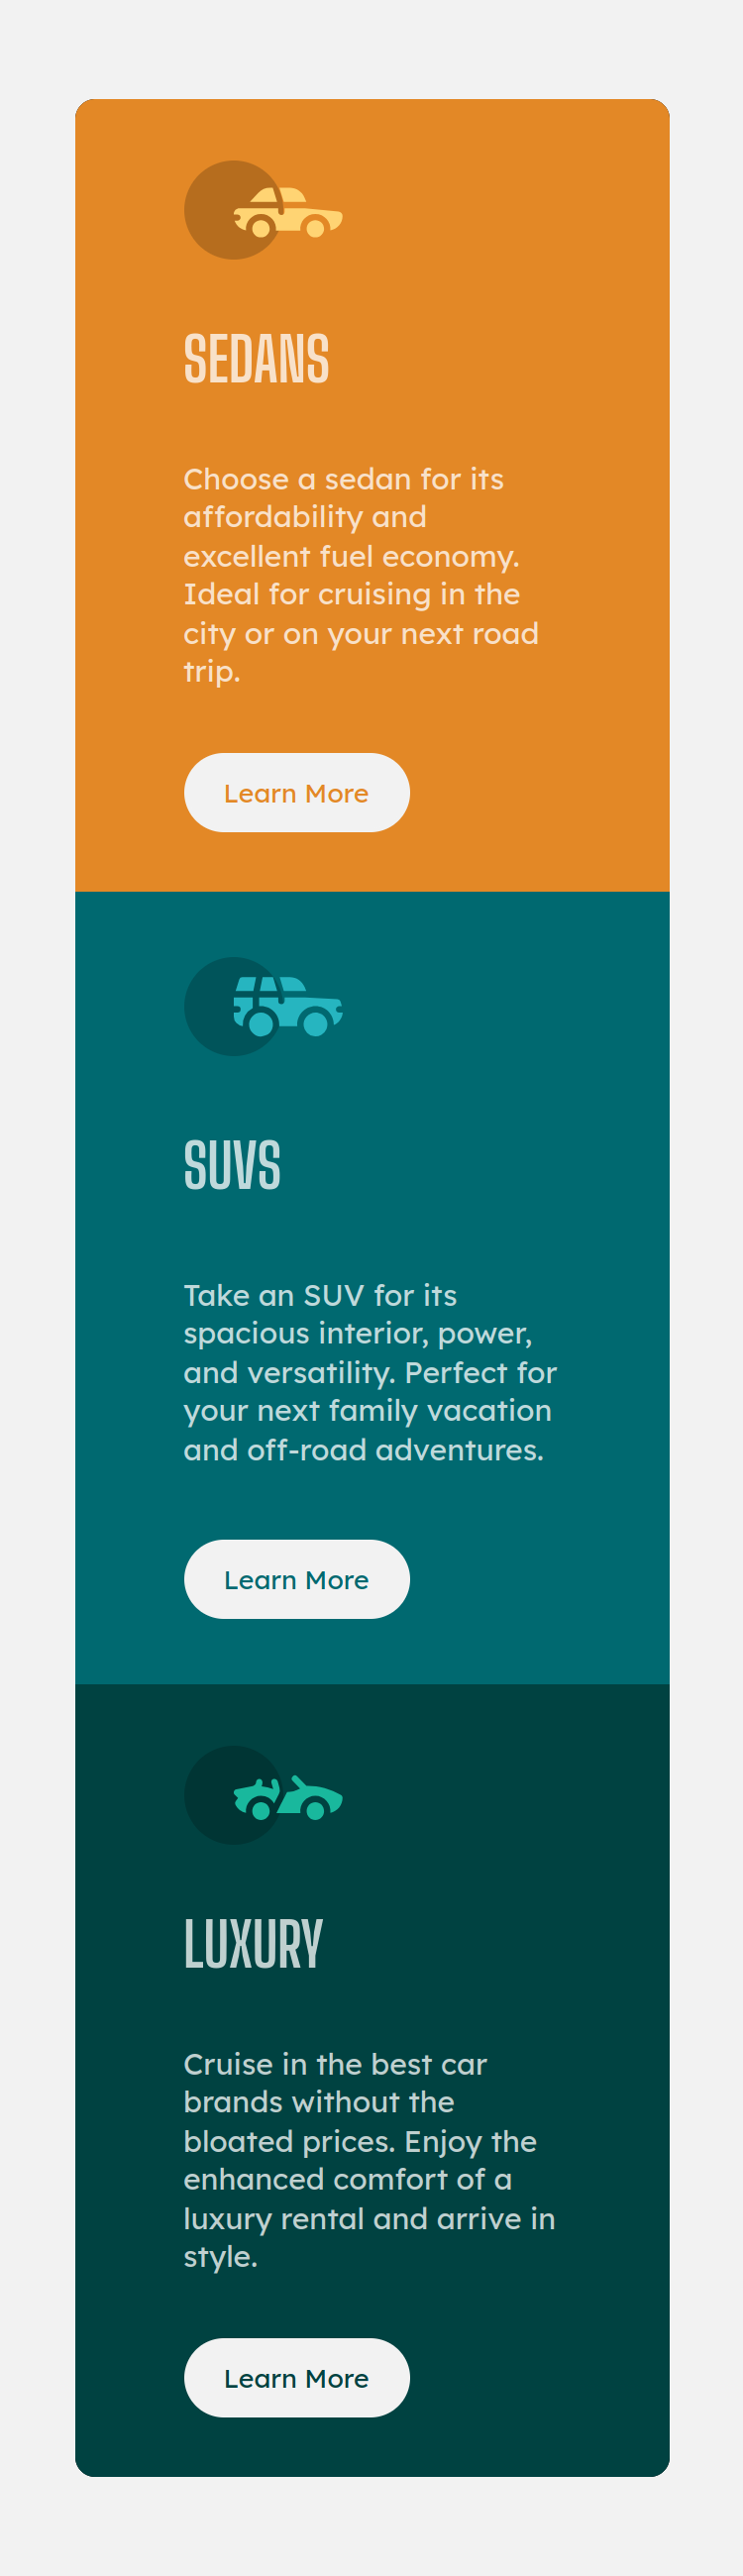 SEDANS
Choose a sedan for its
affordability and
excellent fuel economy.
Ideal for cruising in the
city or on your next road
trip.
Learn More
SUVS
Take an SUV for its
spacious interior, power,
and versatility. Perfect for
your next family vacation
and off-road adventures.
Learn More
LUXURY
Cruise in the best car
brands without the
bloated prices. Enjoy the
enhanced comfort of a
luxury rental and arrive in
style.
Learn More